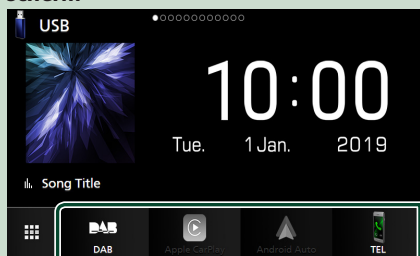 USB
10:00
Tue. 1 Jan. 2019
Song Title
DAB
DAB Apple CarPlay Android Auto TEL